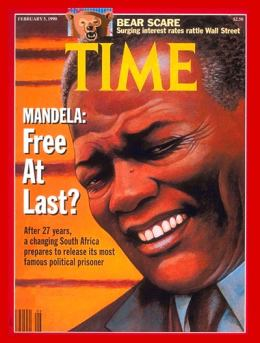 FEBRUARY 5, 1990
BEAR SCARE
$2.50
Surging interest rates rattle Wall Street
TIME
MANDELA:
Free
At
Last?
After 27 years,
a changing South Africa
prepares to release its most
famous political prisoner